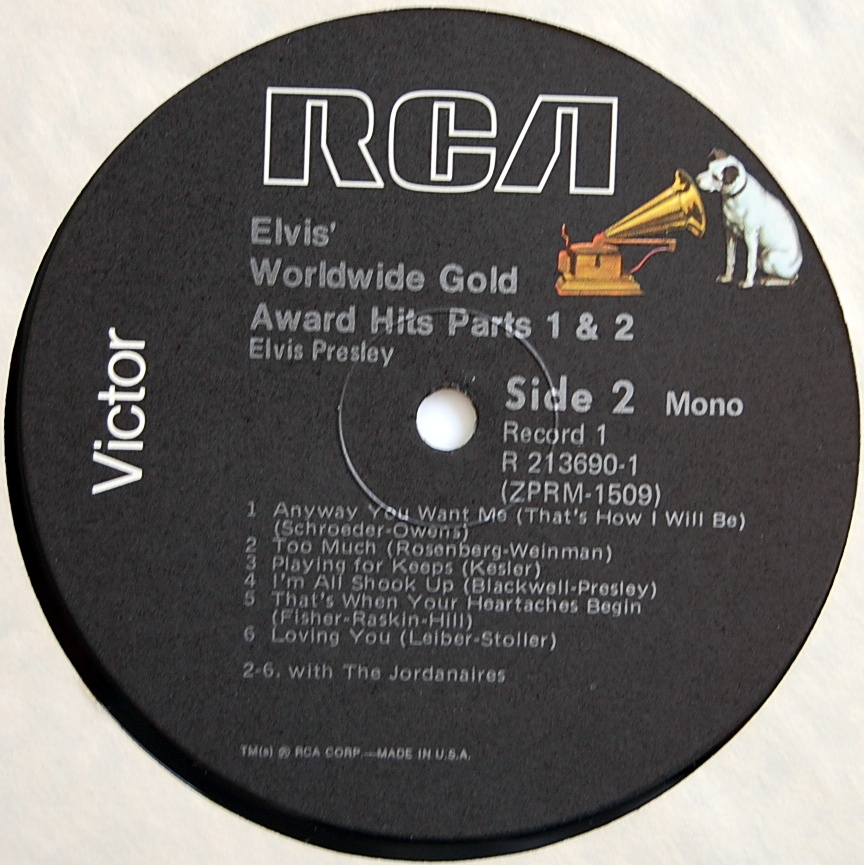 RCA
Elvis'
Worldwide Gold
Award Hits Parts 1 & 2
Elvis Presley
Victor
Side 2 Mono
Record 1
R 213690-1
(ZPRM-1509)
1 Anyway You Want Me (That's How I Will Be)
(Schroeder-Owens)
2 Too Much (Rosenberg-Weinman)
3 Playing for Keeps (Kesler)
4 I'm All Shook Up (Blackwell-Presley)
5 That's When Your Heartaches Begin
(Fisher-Raskin-Hill)
6 Loving You (Leiber-Stoller)
2-6. with The Jordanaires
TM(s) ® RCA CORP.—MADE IN U.S.A.